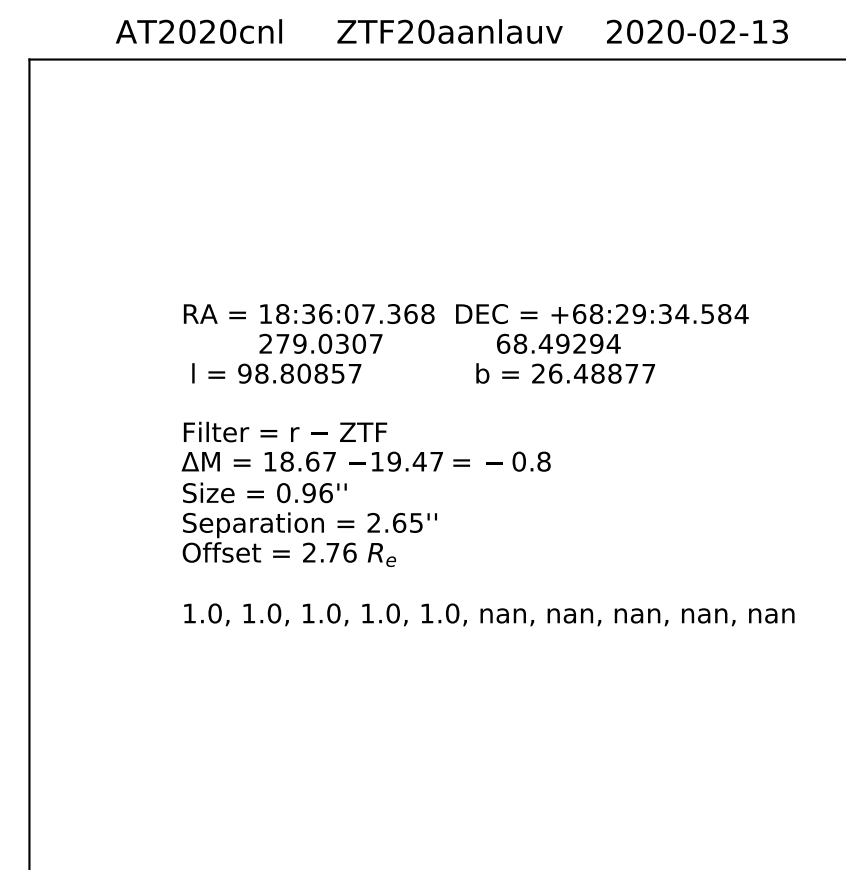 AT2020cnl ZTF20aanlauv 2020-02-13
RA = 18:36:07.368 DEC = +68:29:34.584
279.0307 68.49294
l = 98.80857 b = 26.48877
Filter = r − ZTF
ΔM = 18.67 −19.47 = − 0.8
Size = 0.96''
Separation = 2.65''
Offset = 2.76 Rₑ
1.0, 1.0, 1.0, 1.0, 1.0, nan, nan, nan, nan, nan